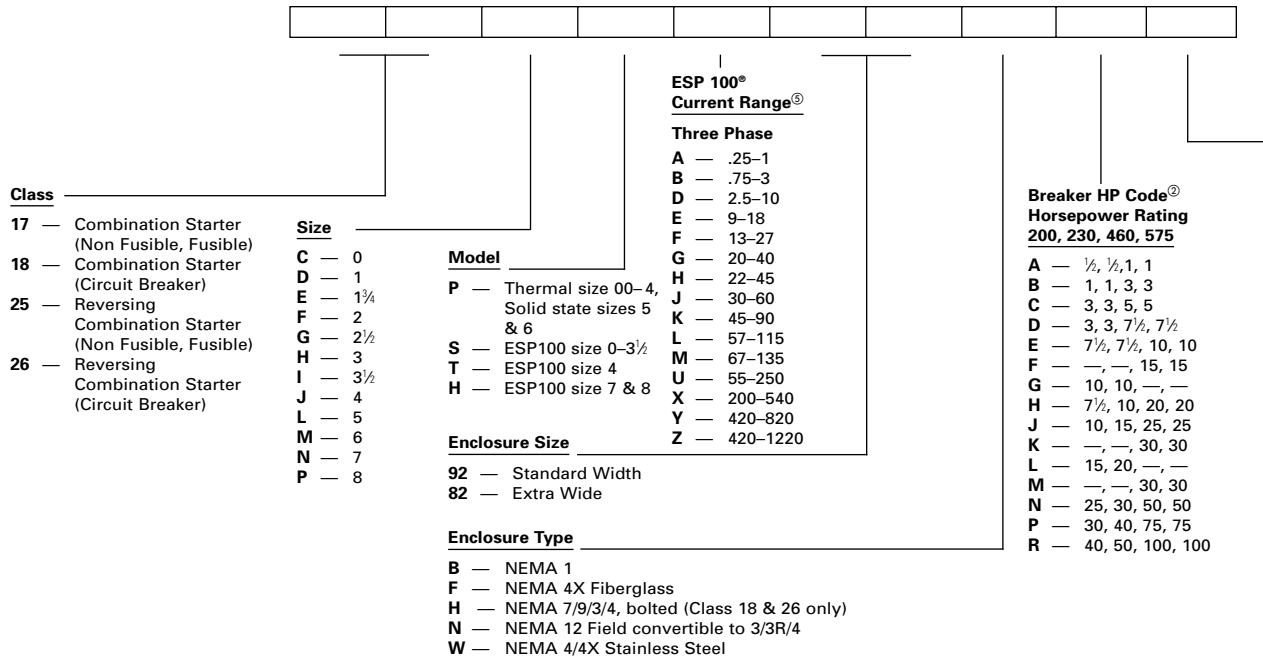 Class
17 — Combination Starter
(Non Fusible, Fusible)
18 — Combination Starter
(Circuit Breaker)
25 — Reversing
Combination Starter
(Non Fusible, Fusible)
26 — Reversing
Combination Starter
(Circuit Breaker)
Size
C — 0
D — 1
E — 1¾
F — 2
G — 2½
H — 3
I — 3½
J — 4
L — 5
M — 6
N — 7
P — 8
Model
P — Thermal size 00–4,
Solid state sizes 5
& 6
S — ESP100 size 0–3½
T — ESP100 size 4
H — ESP100 size 7 & 8
ESP 100®
Current Range⑤
Three Phase
A — .25–1
B — .75–3
D — 2.5–10
E — 9–18
F — 13–27
G — 20–40
H — 22–45
J — 30–60
K — 45–90
L — 57–115
M — 67–135
U — 55–250
X — 200–540
Y — 420–820
Z — 420–1220
Enclosure Size
92 — Standard Width
82 — Extra Wide
Enclosure Type
B — NEMA 1
F — NEMA 4X Fiberglass
H — NEMA 7/9/3/4, bolted (Class 18 & 26 only)
N — NEMA 12 Field convertible to 3/3R/4
W — NEMA 4/4X Stainless Steel
Breaker HP Code②
Horsepower Rating
200, 230, 460, 575
A — ½, ½,1, 1
B — 1, 1, 3, 3
C — 3, 3, 5, 5
D — 3, 3, 7½, 7½
E — 7½, 7½, 10, 10
F — —, —, 15, 15
G — 10, 10, —, —
H — 7½, 10, 20, 20
J — 10, 15, 25, 25
K — —, —, 30, 30
L — 15, 20, —, —
M — —, —, 30, 30
N — 25, 30, 50, 50
P — 30, 40, 75, 75
R — 40, 50, 100, 100